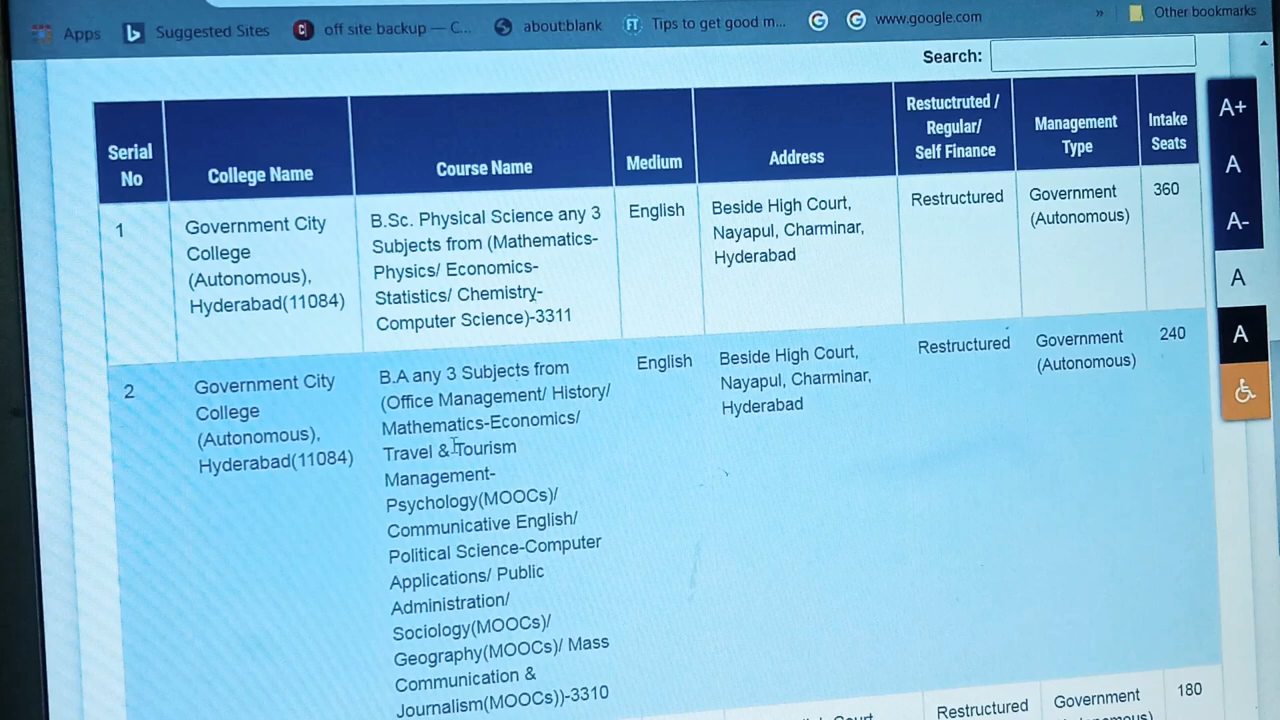 Apps Suggested Sites off site backup — C... about:blank Tips to get good m... www.google.com » Other bookmarks
Search:
Serial No
College Name
Course Name
Medium
Address
Restuctruted /
Regular/
Self Finance
Management
Type
Intake
Seats
1
Government City
College
(Autonomous),
Hyderabad(11084)
B.Sc. Physical Science any 3
Subjects from (Mathematics-
Physics/ Economics-
Statistics/ Chemistry-
Computer Science)-3311
English
Beside High Court,
Nayapul, Charminar,
Hyderabad
Restructured
Government
(Autonomous)
360
2
Government City
College
(Autonomous),
Hyderabad(11084)
B.A any 3 Subjects from
(Office Management/ History/
Mathematics-Economics/
Travel & Tourism
Management-
Psychology(MOOCs)/
Communicative English/
Political Science-Computer
Applications/ Public
Administration/
Sociology(MOOCs)/
Geography(MOOCs)/ Mass
Communication &
Journalism(MOOCs))-3310
English
Beside High Court,
Nayapul, Charminar,
Hyderabad
Restructured
Government
(Autonomous)
240
Restructured
Government
180
A+
A
A-
A
A